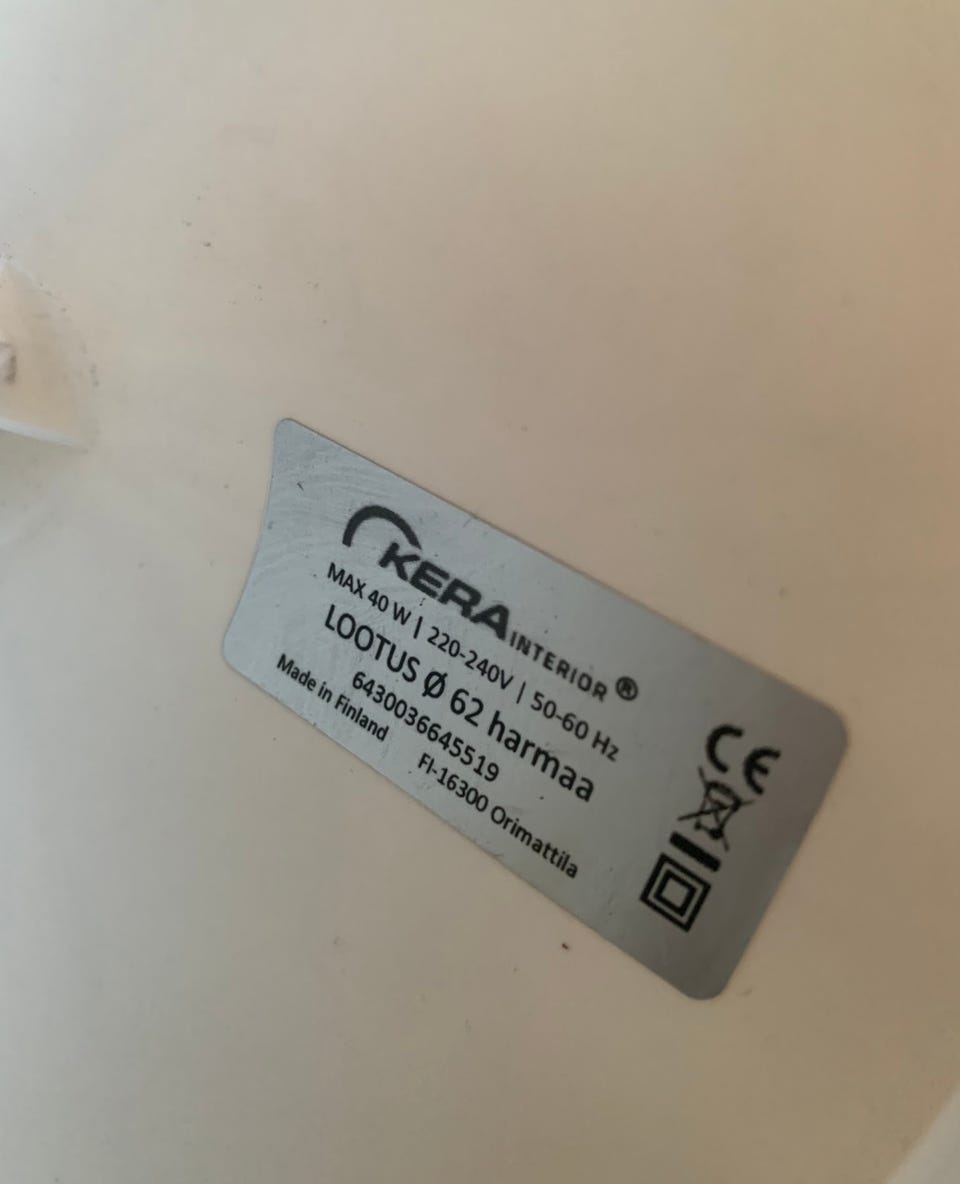 KERA INTERIOR ®
MAX 40 W | 220-240V | 50-60 Hz
LOOTUS Ø 62 harmaa
6430036645519
Made in Finland FI-16300 Orimattila
CE